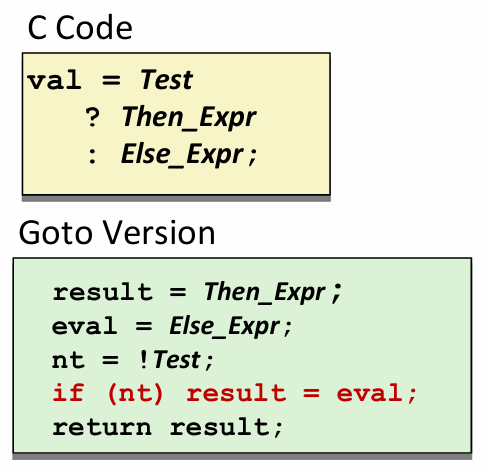 C Code
val = Test
? Then_Expr
: Else_Expr;
Goto Version
result = Then_Expr;
eval = Else_Expr;
nt = !Test;
if (nt) result = eval;
return result;